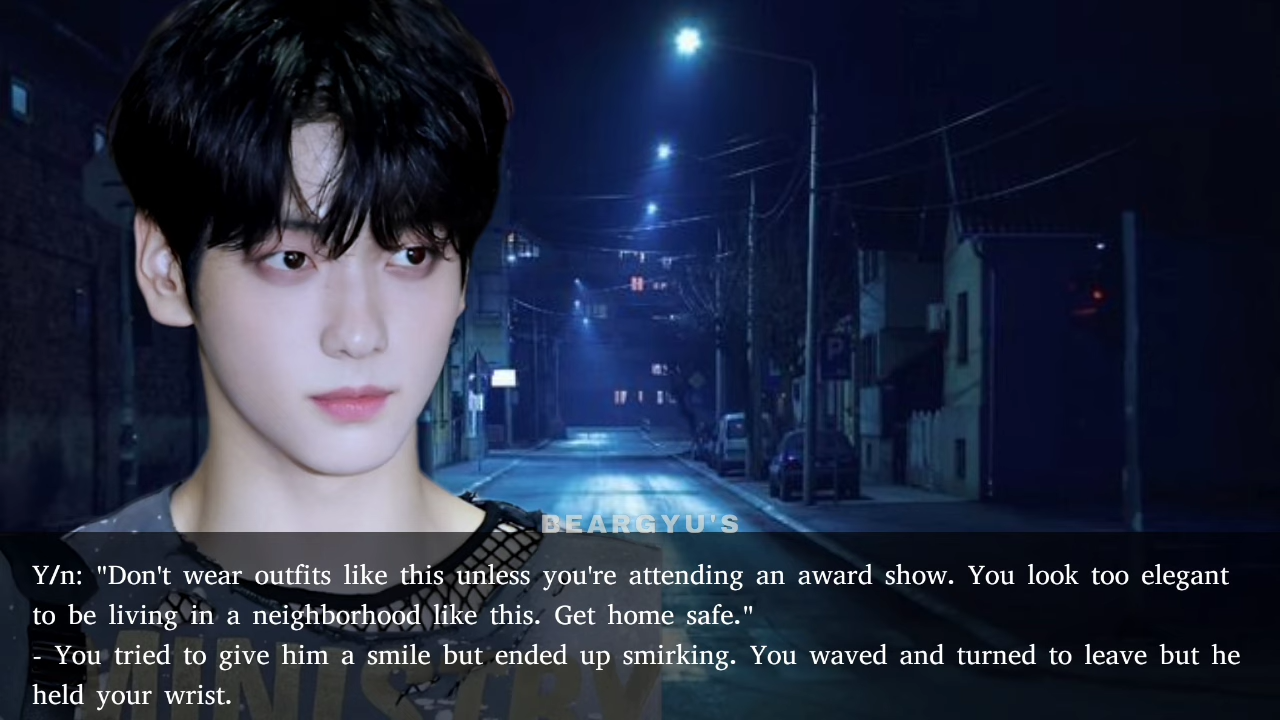 P
BEARGYU'S
Y/n: "Don't wear outfits like this unless you're attending an award show. You look too elegant
to be living in a neighborhood like this. Get home safe."
- You tried to give him a smile but ended up smirking. You waved and turned to leave but he
held your wrist.
MINISTRY